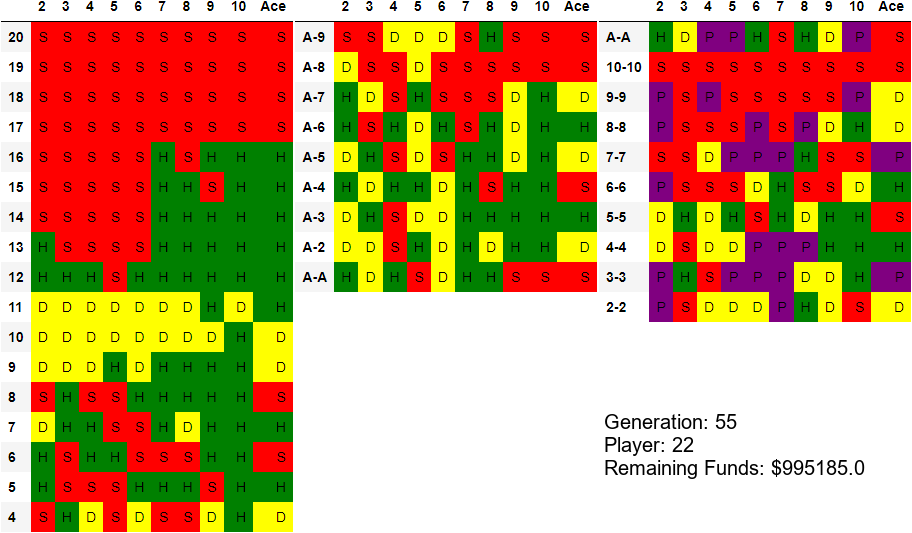 2 3 4 5 6 7 8 9 10 Ace 2 3 4 5 6 7 8 9 10 Ace 2 3 4 5 6 7 8 9 10 Ace
20 S S S S S S S S S S A-9 S S D D D S H S S S A-A H D P P H S H D P S
19 S S S S S S S S S S A-8 D S S D S S S S S S 10-10 S S S S S S S S S S
18 S S S S S S S S S S A-7 H D S H S S S D H D 9-9 P S P S S S S S P D
17 S S S S S S S S S S A-6 H S H D H S H D H H 8-8 P S S S P S P D H D
16 S S S S S H S H H H A-5 D H S D S H H D H D 7-7 S S D P P P H S S P
15 S S S S S H H S H H A-4 H D H H D H S H H S 6-6 P S S S D H S S D H
14 S S S S S H H H H H A-3 D H S D D H H H H H 5-5 D H D H S H D H H S
13 H S S S S H H H H H A-2 D D S H D H D H H D 4-4 D S D D P P P H H H
12 H H H S H H H H H H A-A H D H S D H H S S S 3-3 P H S P P P D D H P
11 D D D D D D D H D H 2-2 P S D D D P H D S D
10 D D D D D D D D H D
9 D D D H D H H H H D
8 S H S S H H H H H S
7 D H H S S H D H H H
6 H S H H S S S H H S
5 H S S S H H H S H H
4 S H D S D S S D H D
Generation: 55
Player: 22
Remaining Funds: $995185.0